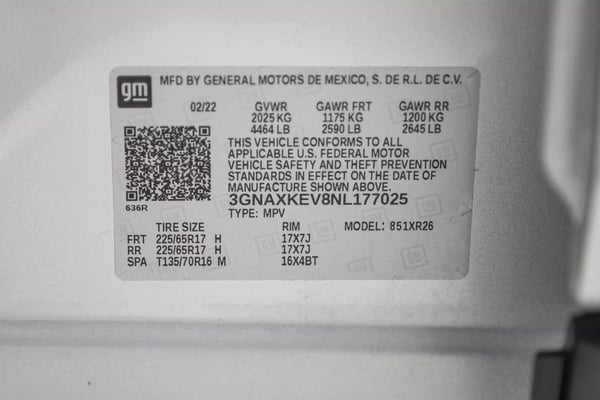 gm
MFD BY GENERAL MOTORS DE MEXICO, S. DE R.L. DE C.V.
02/22 GVWR GAWR FRT GAWR RR
2025 KG 1175 KG 1200 KG
4464 LB 2590 LB 2645 LB
THIS VEHICLE CONFORMS TO ALL
APPLICABLE U.S. FEDERAL MOTOR
VEHICLE SAFETY AND THEFT PREVENTION
STANDARDS IN EFFECT ON THE DATE OF
MANUFACTURE SHOWN ABOVE.
636R
3GNAXKEV8NL177025
TYPE: MPV
TIRE SIZE RIM MODEL: 851XR26
FRT 225/65R17 H 17X7J
RR 225/65R17 H 17X7J
SPA T135/70R16 M 16X4BT